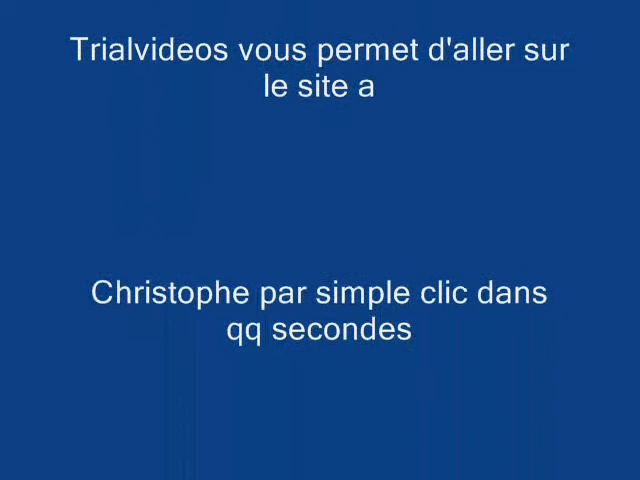 Trialvideos vous permet d'aller sur
le site a
Christophe par simple clic dans
qq secondes